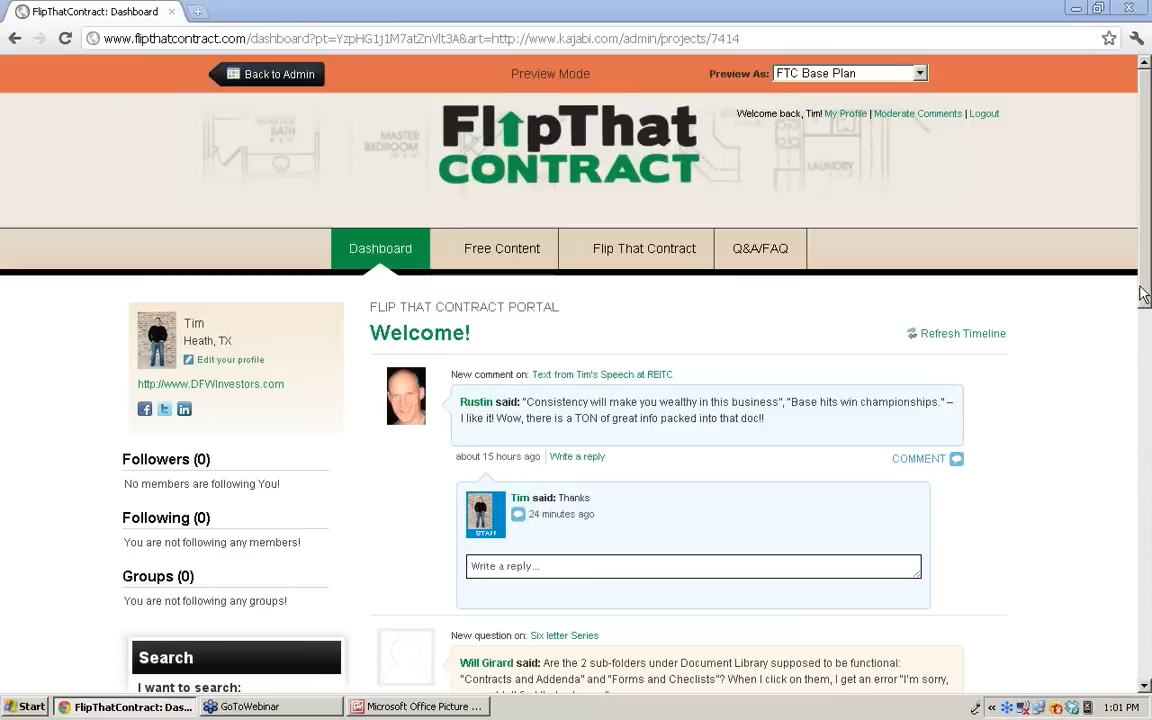 FlipThatContract: Dashboard
www.flipthatcontract.com/dashboard?pt=YzpHG1j1M7atZnVlt3A&art=http://www.kajabi.com/admin/projects/7414
Back to Admin
Preview Mode
Preview As: FTC Base Plan
Welcome back, Tim! My Profile | Moderate Comments | Logout
MASTER
BATH
MASTER
BEDROOM
LAUNDRY
FlipThat
CONTRACT
Dashboard
Free Content
Flip That Contract
Q&A/FAQ
Tim
Heath, TX
Edit your profile
http://www.DFWInvestors.com
Followers (0)
No members are following You!
Following (0)
You are not following any members!
Groups (0)
You are not following any groups!
Search
I want to search:
FLIP THAT CONTRACT PORTAL
Welcome!
Refresh Timeline
New comment on: Text from Tim's Speech at REITC
Rustin said: "Consistency will make you wealthy in this business", "Base hits win championships." –
I like it! Wow, there is a TON of great info packed into that doc!!
about 15 hours ago | Write a reply
COMMENT
Tim said: Thanks
24 minutes ago
STAFF
Write a reply...
New question on: Six letter Series
Will Girard said: Are the 2 sub-folders under Document Library supposed to be functional:
"Contracts and Addenda" and "Forms and Checlists"? When I click on them, I get an error "I'm sorry,
Start
FlipThatContract: Das...
GoToWebinar
Microsoft Office Picture ...
1:01 PM